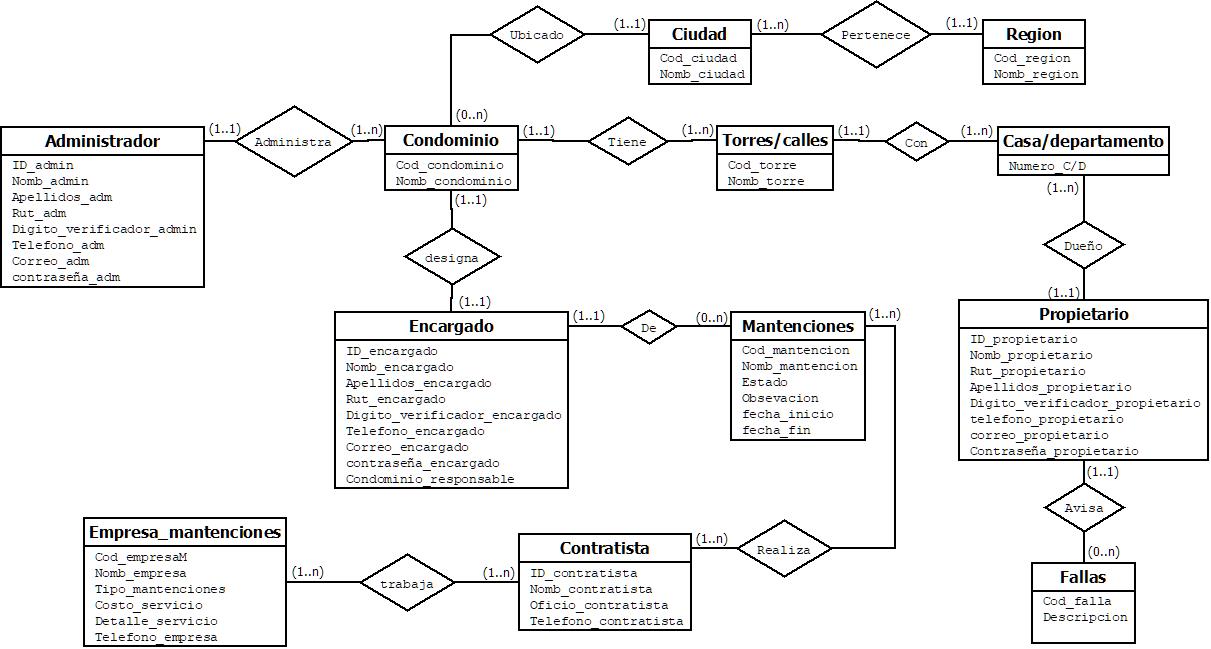 Ubicado
(1..1)
Ciudad
Cod_ciudad
Nomb_ciudad
(1..n)
Pertenece
(1..1)
Region
Cod_region
Nomb_region
(0..n)
Administrador
ID_admin
Nomb_admin
Apellidos_adm
Rut_adm
Digito_verificador_admin
Telefono_adm
Correo_adm
contraseña_adm
(1..1)
Administra
(1..n)
Condominio
Cod_condominio
Nomb_condominio
(1..1)
Tiene
(1..n)
Torres/calles
Cod_torre
Nomb_torre
(1..1)
Con
(1..n)
Casa/departamento
Numero_C/D
(1..n)
Dueño
(1..1)
(1..1)
designa
(1..1)
Encargado
ID_encargado
Nomb_encargado
Apellidos_encargado
Rut_encargado
Digito_verificador_encargado
Telefono_encargado
Correo_encargado
contraseña_encargado
Condominio_responsable
(1..1)
De
(0..n)
Mantenciones
Cod_mantencion
Nomb_mantencion
Estado
Obsevacion
fecha_inicio
fecha_fin
(1..n)
Propietario
ID_propietario
Nomb_propietario
Rut_propietario
Apellidos_propietario
Digito_verificador_propietario
telefono_propietario
correo_propietario
Contraseña_propietario
(1..1)
Avisa
(0..n)
Fallas
Cod_falla
Descripcion
Empresa_mantenciones
Cod_empresaM
Nomb_empresa
Tipo_mantenciones
Costo_servicio
Detalle_servicio
Telefono_empresa
(1..n)
trabaja
(1..n)
Contratista
ID_contratista
Nomb_contratista
Oficio_contratista
Telefono_contratista
(1..n)
Realiza